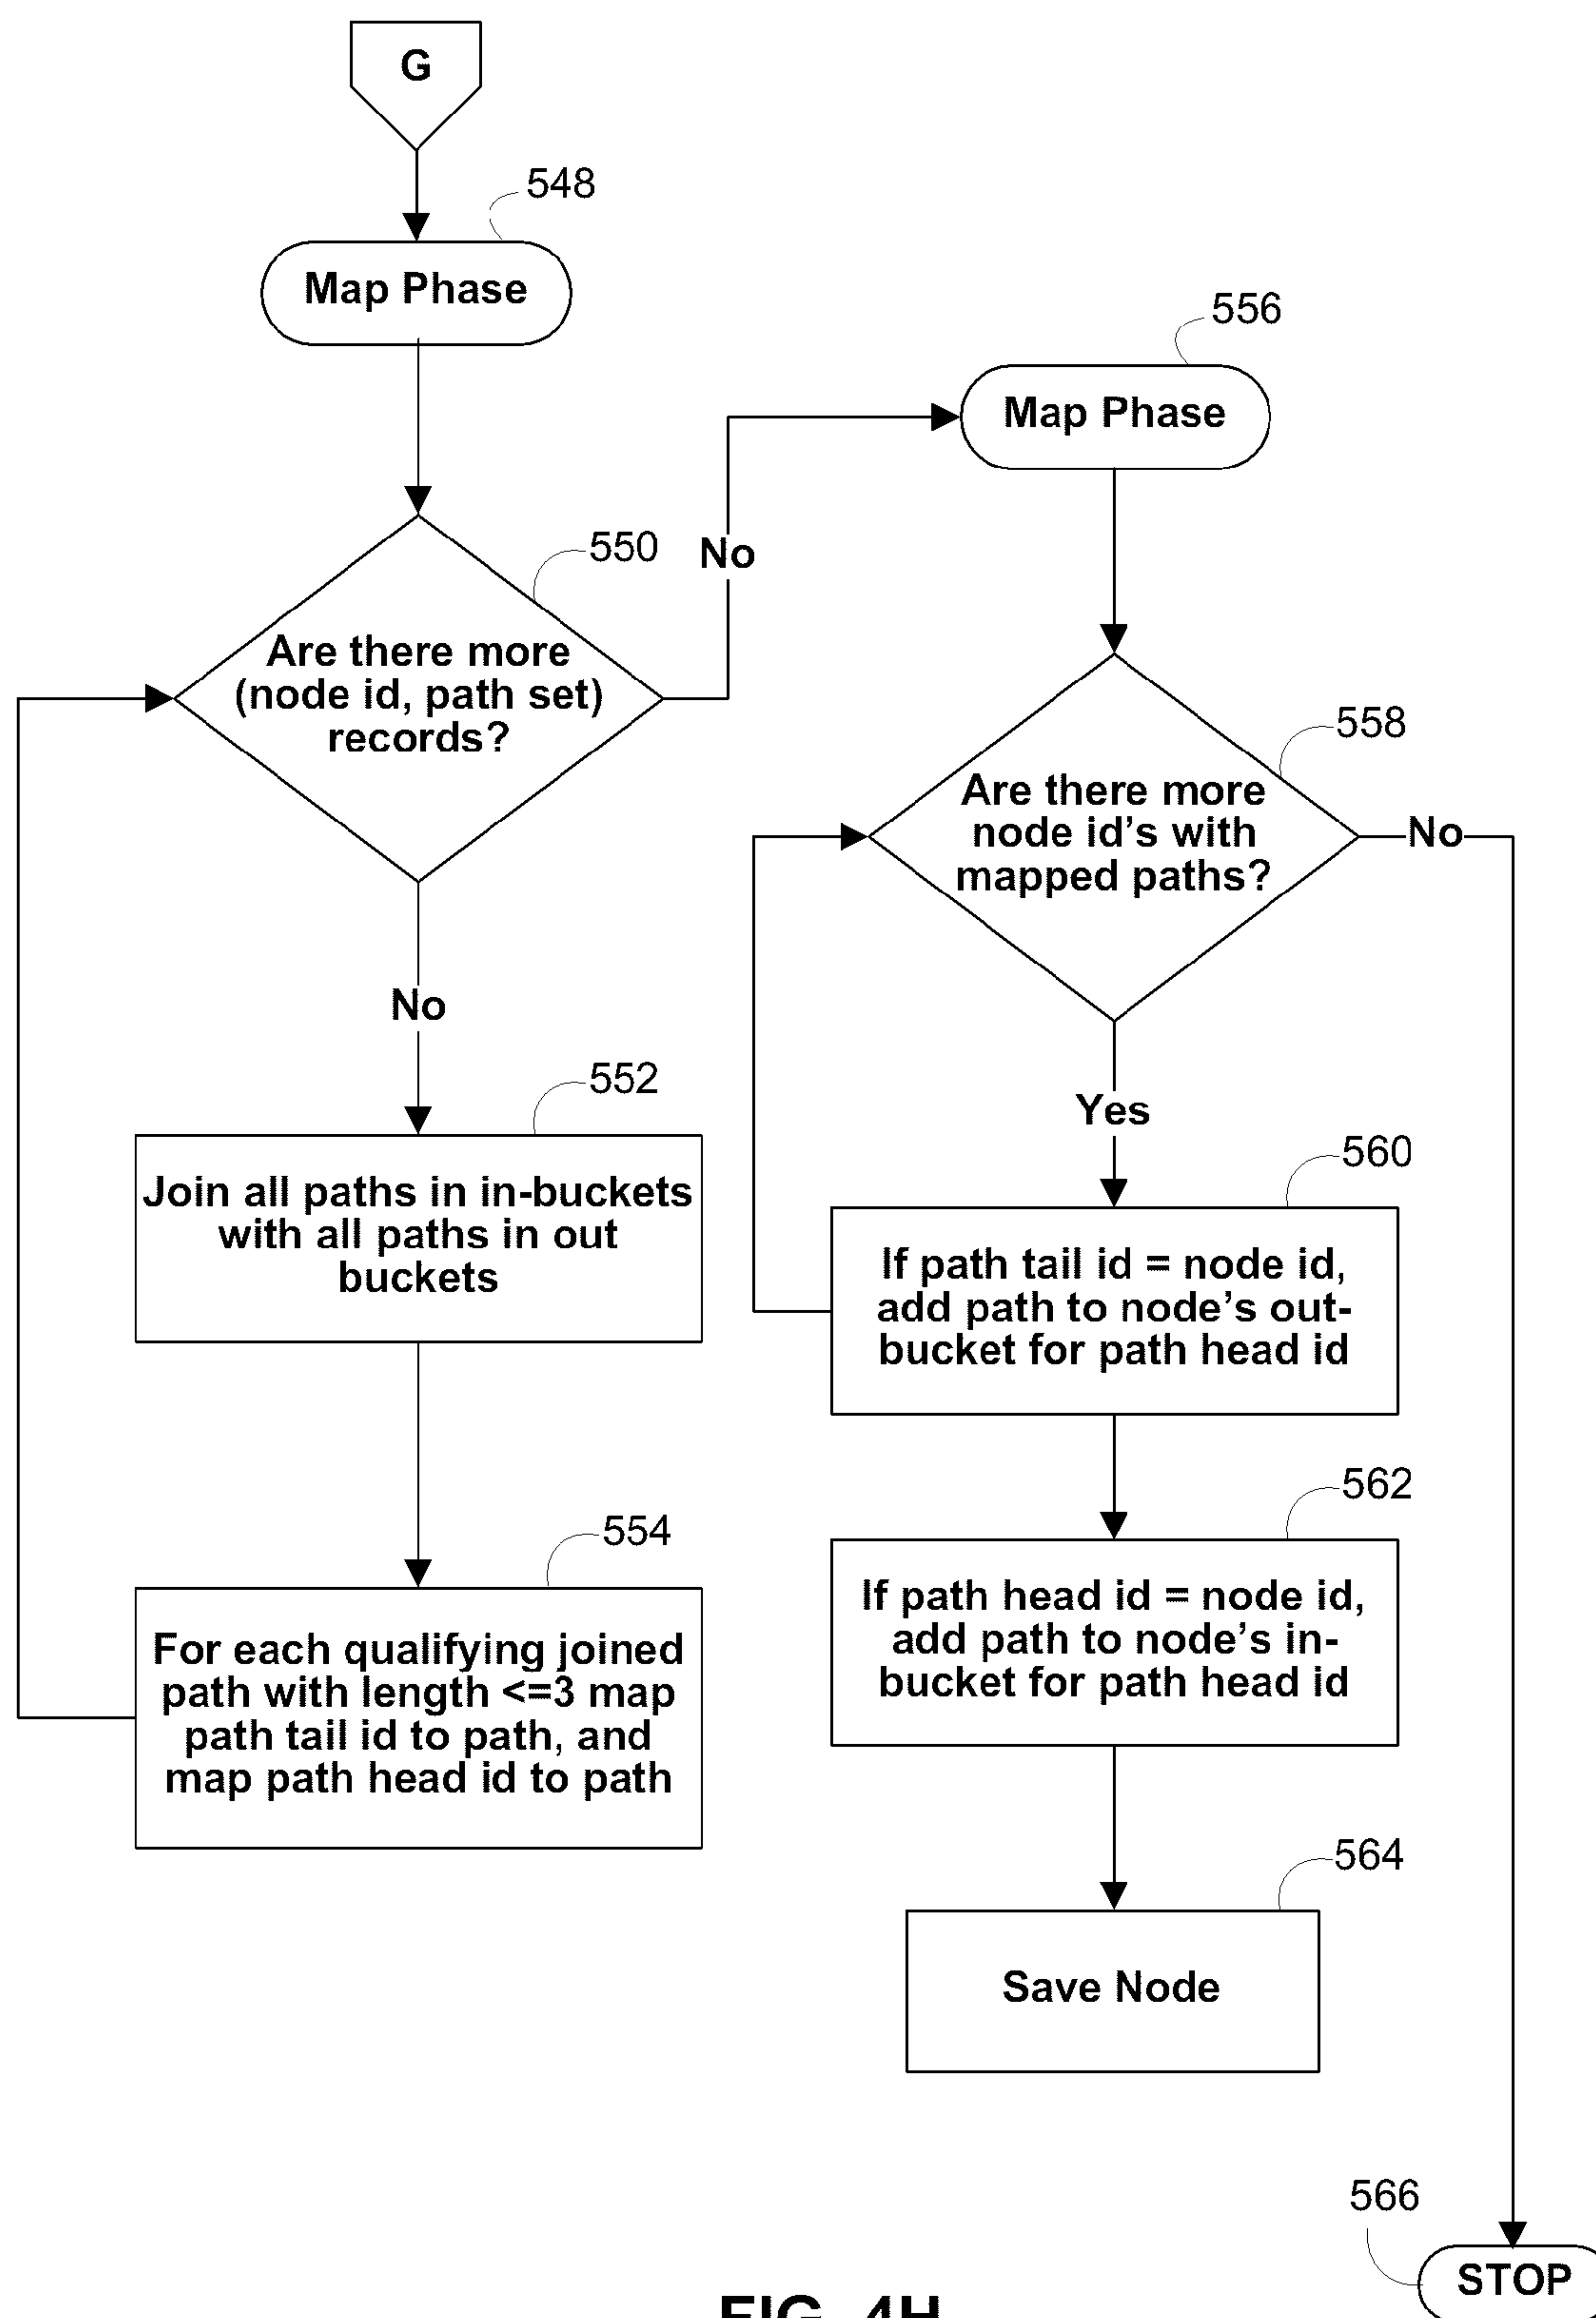 G
548
Map Phase
556
Map Phase
550
No
Are there more
(node id, path set)
records?
558
Are there more
node id's with
mapped paths?
No
No
552
Yes
Join all paths in in-buckets
with all paths in out
buckets
560
If path tail id = node id,
add path to node's out-
bucket for path head id
554
For each qualifying joined
path with length <=3 map
path tail id to path, and
map path head id to path
562
If path head id = node id,
add path to node's in-
bucket for path head id
564
Save Node
566
STOP
FIG. 4H